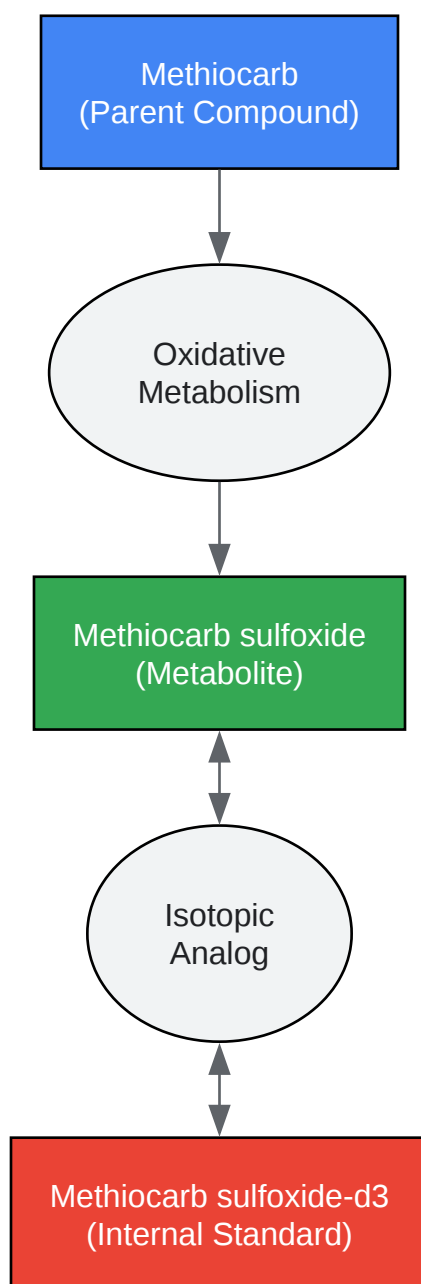 Methiocarb
(Parent Compound)
Oxidative
Metabolism
Methiocarb sulfoxide
(Metabolite)
Isotopic
Analog
Methiocarb sulfoxide-d3
(Internal Standard)